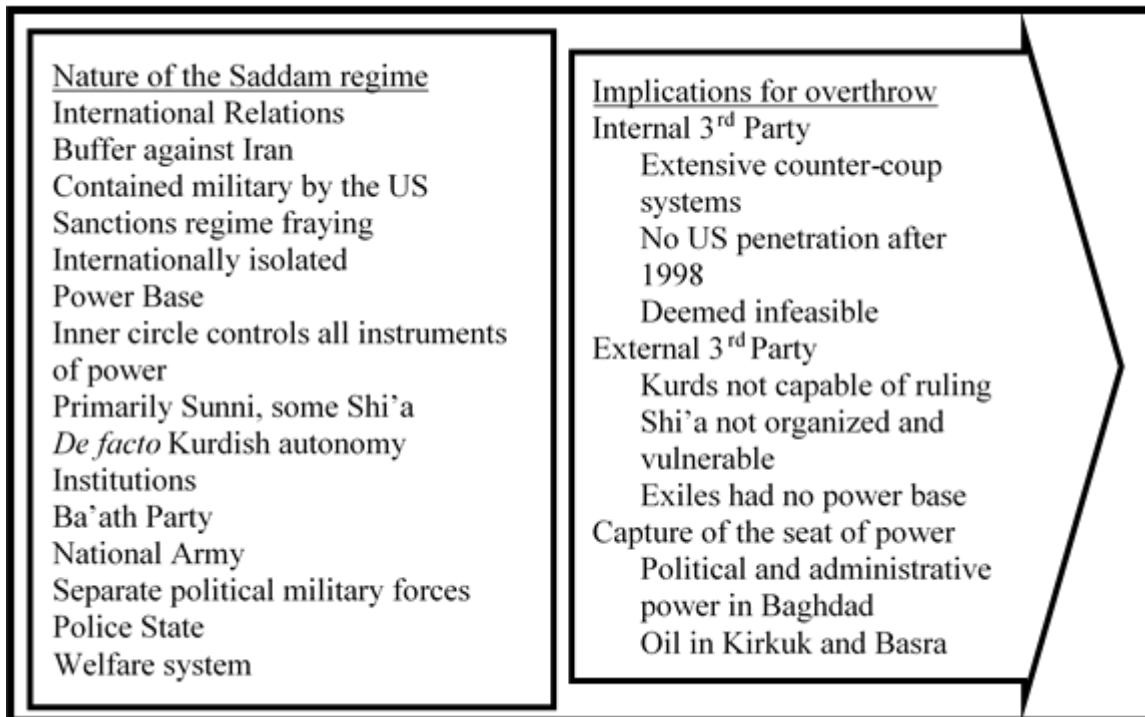 Nature of the Saddam regime
International Relations
Buffer against Iran
Contained military by the US
Sanctions regime fraying
Internationally isolated
Power Base
Inner circle controls all instruments
of power
Primarily Sunni, some Shi’a
De facto Kurdish autonomy
Institutions
Ba’ath Party
National Army
Separate political military forces
Police State
Welfare system
Implications for overthrow
Internal 3rd Party
Extensive counter-coup
systems
No US penetration after
1998
Deemed infeasible
External 3rd Party
Kurds not capable of ruling
Shi’a not organized and
vulnerable
Exiles had no power base
Capture of the seat of power
Political and administrative
power in Baghdad
Oil in Kirkuk and Basra